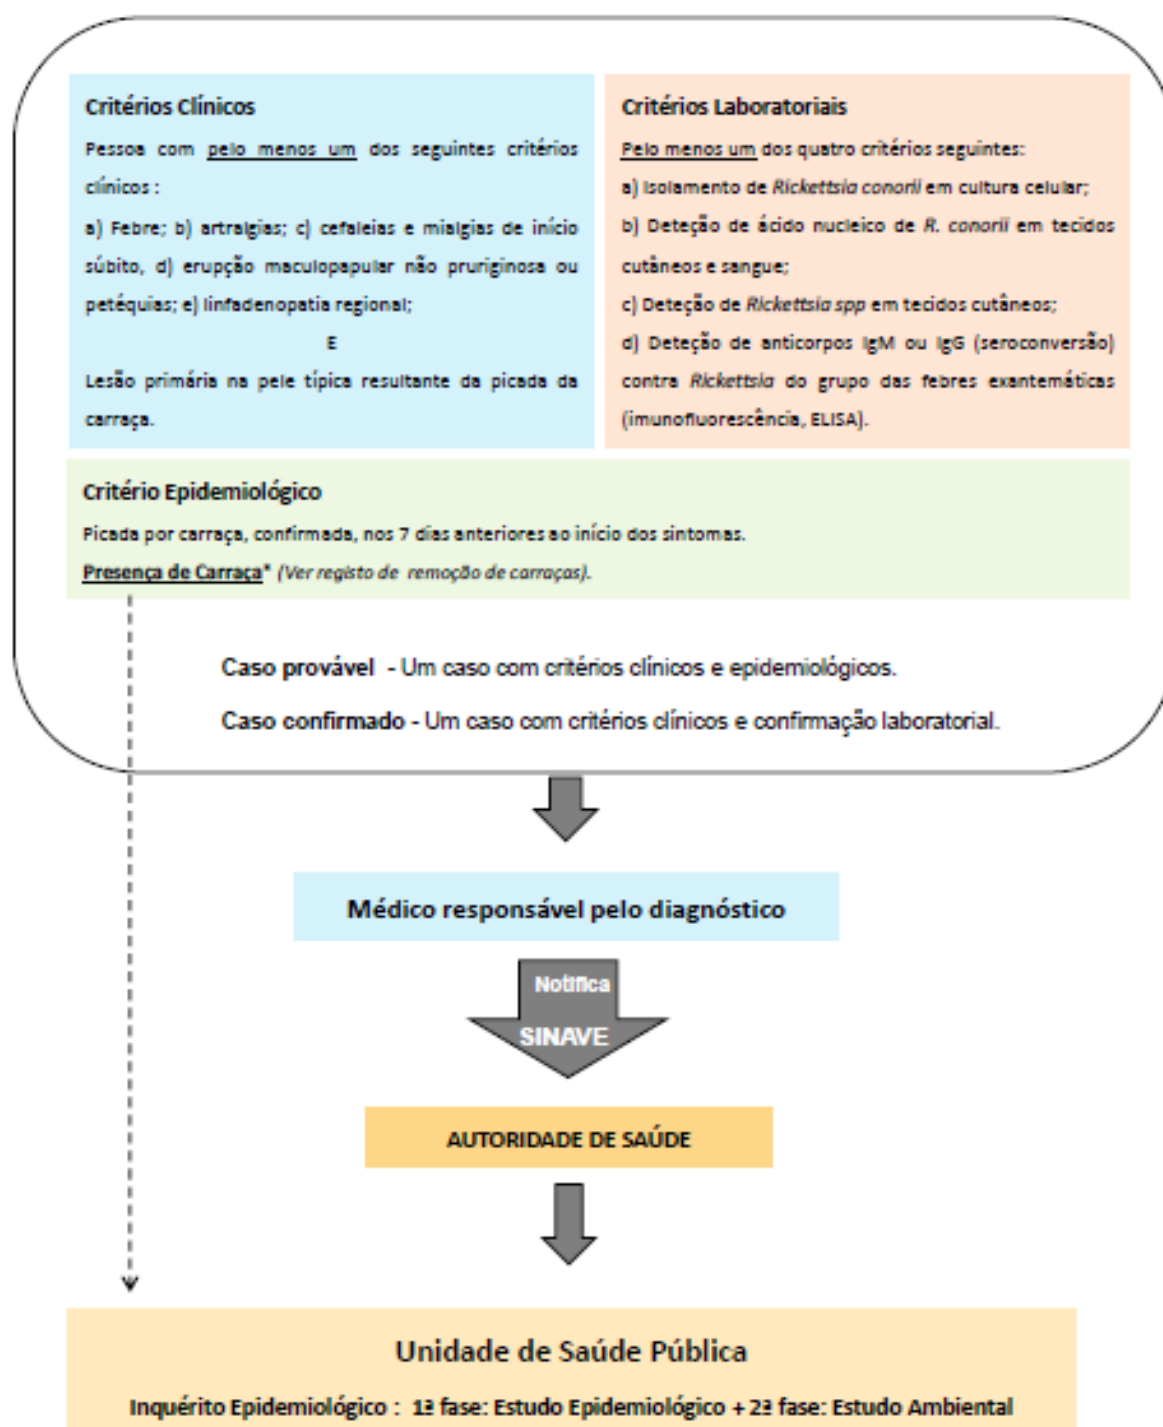 Critérios Clínicos
Pessoa com pelo menos um dos seguintes critérios
clínicos :
a) Febre; b) artralgias; c) cefaleias e mialgias de início
súbito, d) erupção maculopapular não pruriginosa ou
petéquias; e) linfadenopatia regional;
E
Lesão primária na pele típica resultante da picada da
carraça.
Critérios Laboratoriais
Pelo menos um dos quatro critérios seguintes:
a) Isolamento de Rickettsia conorii em cultura celular;
b) Deteção de ácido nucleico de R. conorii em tecidos
cutâneos e sangue;
c) Deteção de Rickettsia spp em tecidos cutâneos;
d) Deteção de anticorpos IgM ou IgG (seroconversão)
contra Rickettsia do grupo das febres exantemáticas
(imunofluorescência, ELISA).
Critério Epidemiológico
Picada por carraça, confirmada, nos 7 dias anteriores ao início dos sintomas.
Presença de Carraça* (Ver registo de remoção de carraças).
Caso provável - Um caso com critérios clínicos e epidemiológicos.
Caso confirmado - Um caso com critérios clínicos e confirmação laboratorial.
Médico responsável pelo diagnóstico
Notifica
SINAVE
AUTORIDADE DE SAÚDE
Unidade de Saúde Pública
Inquérito Epidemiológico : 1ª fase: Estudo Epidemiológico + 2ª fase: Estudo Ambiental